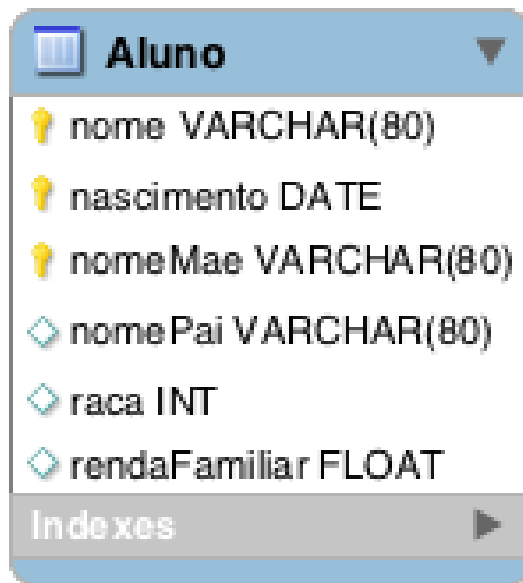 Aluno
nome VARCHAR(80)
nascimento DATE
nomeMae VARCHAR(80)
nomePai VARCHAR(80)
raca INT
rendaFamiliar FLOAT
Indexes